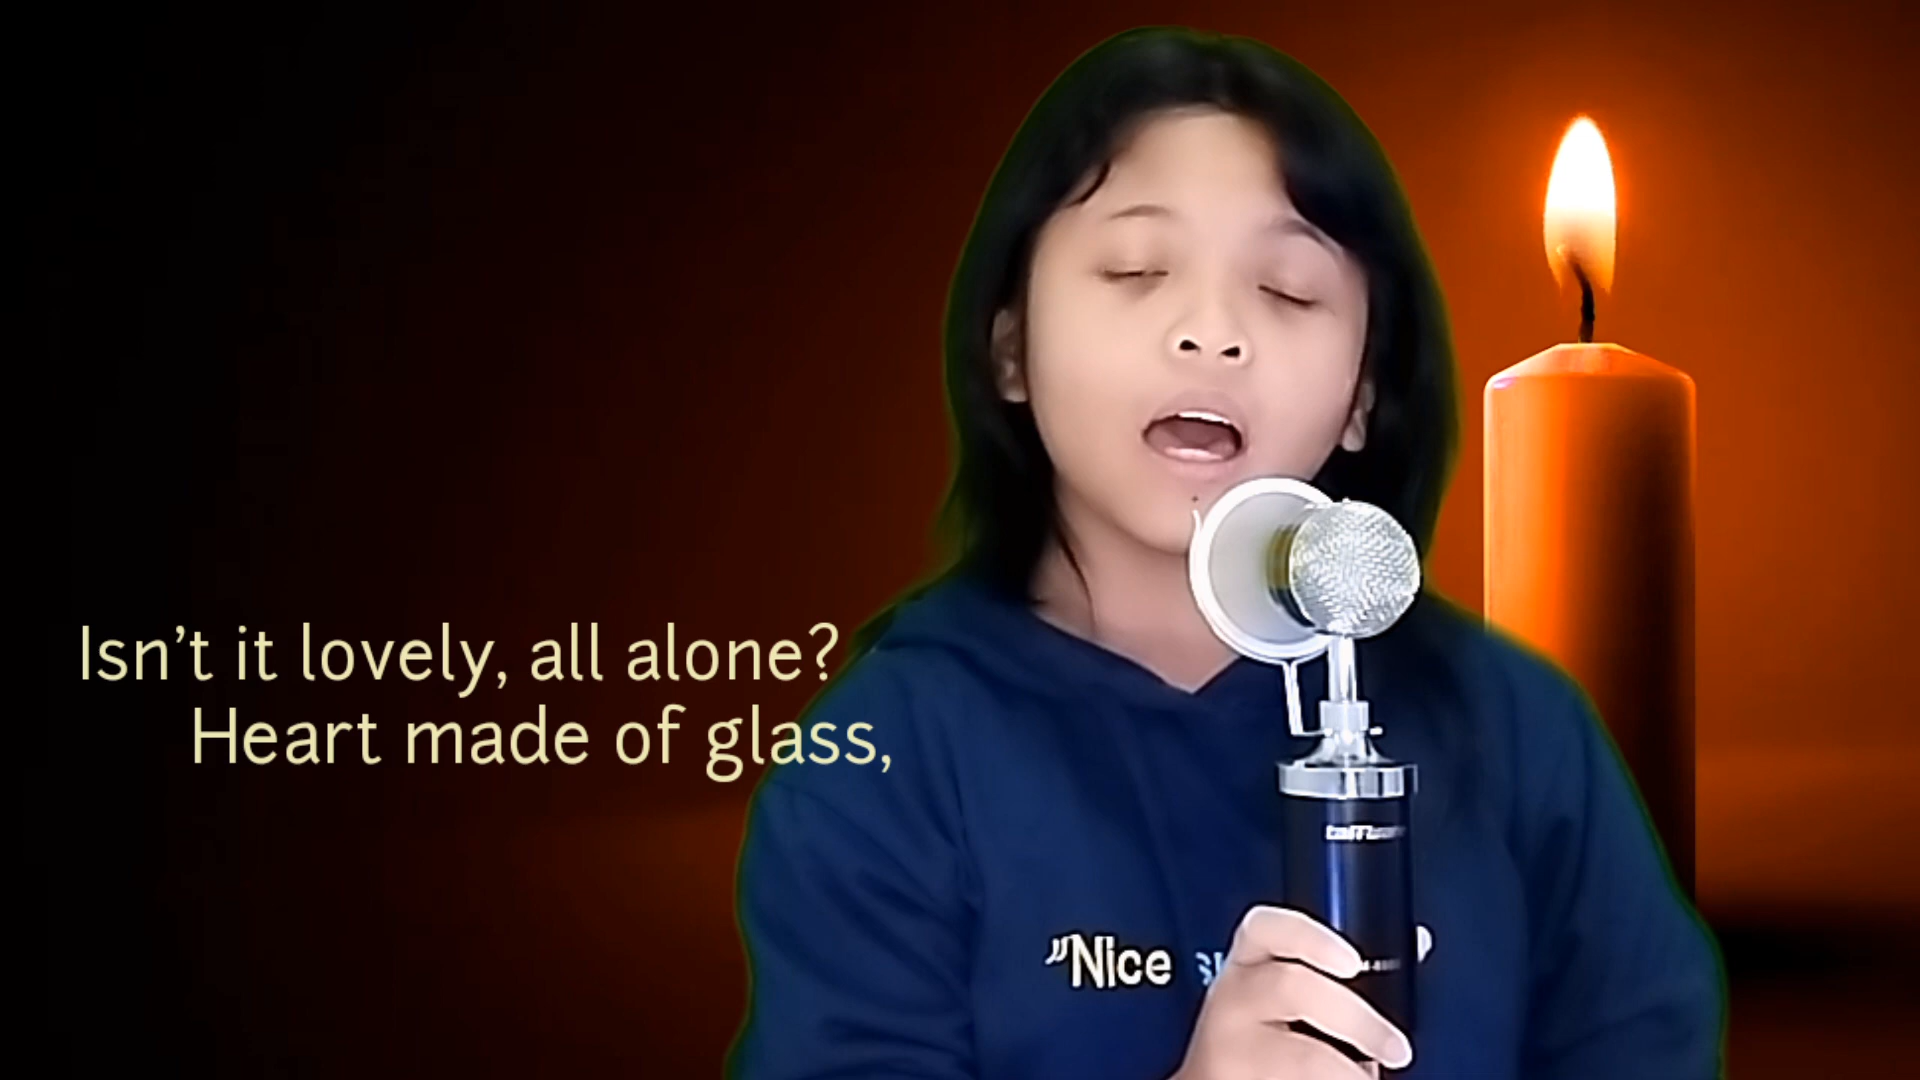 Isn’t it lovely, all alone?
Heart made of glass,
”Nice